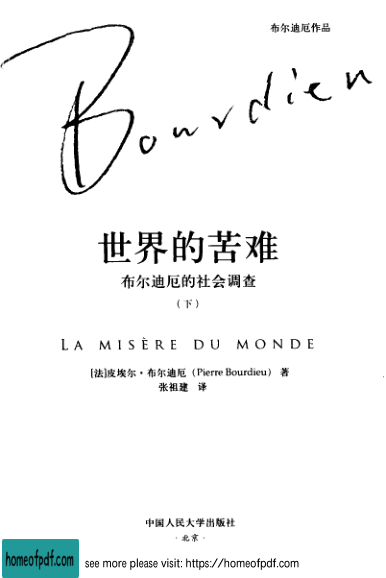 布尔迪厄作品
Bourdieu
世界的苦难
布尔迪厄的社会调查
（下）
LA MISÈRE DU MONDE
[法]皮埃尔·布尔迪厄（Pierre Bourdieu）著
张祖建 译
中国人民大学出版社
·北京·
homeofpdf.com
see more please visit: https://homeofpdf.com